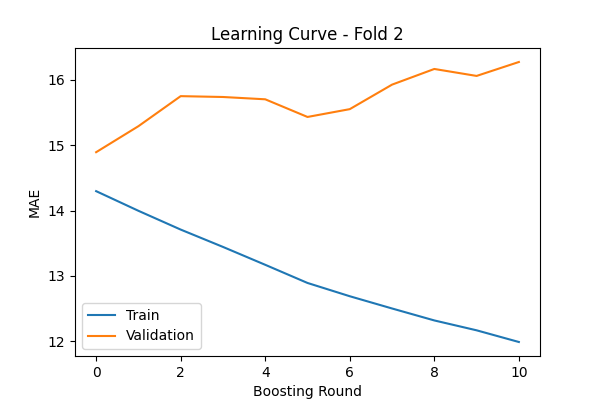 Learning Curve - Fold 2
MAE
16
15
14
13
12
Train
Validation
0 2 4 6 8 10
Boosting Round